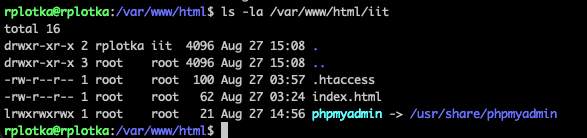 rplotka@rplotka:/var/www/html$ ls -la /var/www/html/iit
total 16
drwxr-xr-x 2 rplotka iit  4096 Aug 27 15:08 .
drwxr-xr-x 3 root    root 4096 Aug 27 15:08 ..
-rw-r--r-- 1 root    root  100 Aug 27 03:57 .htaccess
-rw-r--r-- 1 root    root   62 Aug 27 03:24 index.html
lrwxrwxrwx 1 root    root   21 Aug 27 14:56 phpmyadmin -> /usr/share/phpmyadmin
rplotka@rplotka:/var/www/html$